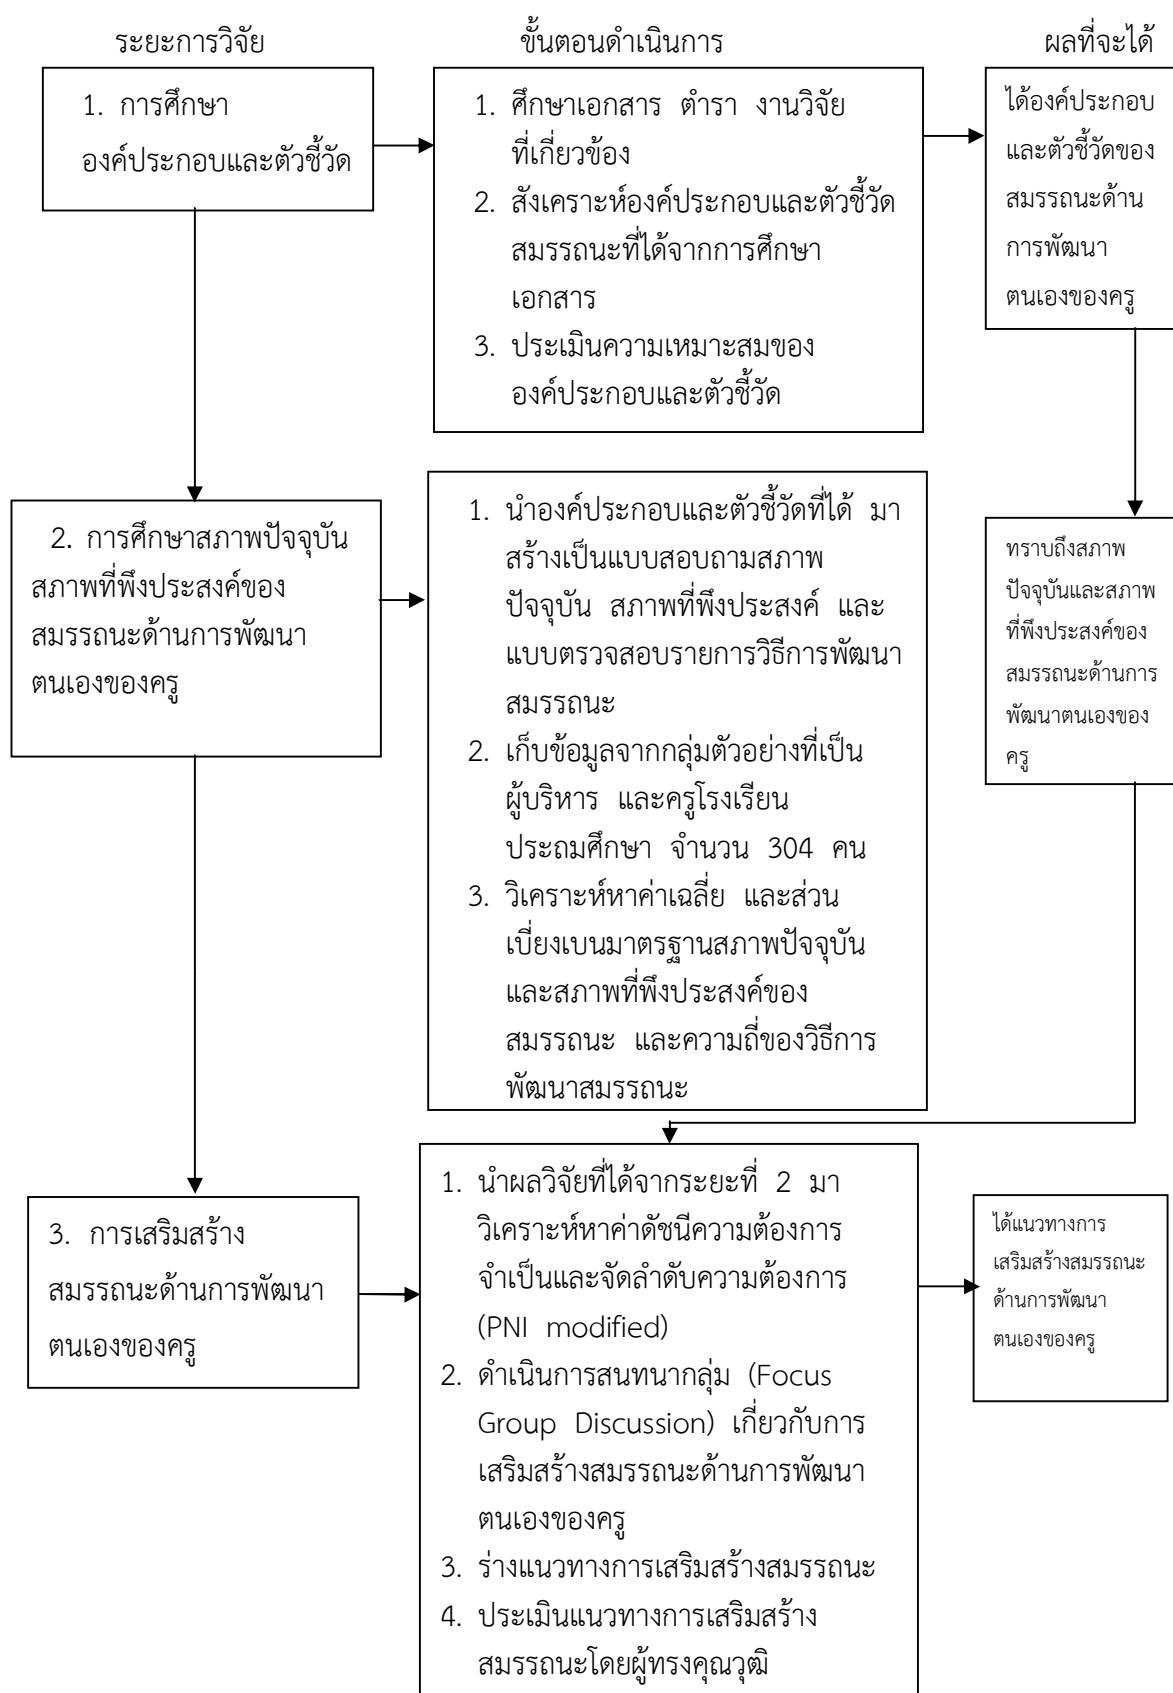 ระยะการวิจัย
ขั้นตอนดำเนินการ
ผลที่จะได้
1. การศึกษา
องค์ประกอบและตัวชี้วัด
1. ศึกษาเอกสาร ตำรา งานวิจัย
ที่เกี่ยวข้อง
2. สังเคราะห์องค์ประกอบและตัวชี้วัด
สมรรถนะที่ได้จากการศึกษา
เอกสาร
3. ประเมินความเหมาะสมของ
องค์ประกอบและตัวชี้วัด
ได้องค์ประกอบ
และตัวชี้วัดของ
สมรรถนะด้าน
การพัฒนา
ตนเองของครู
2. การศึกษาสภาพปัจจุบัน
สภาพที่พึงประสงค์ของ
สมรรถนะด้านการพัฒนา
ตนเองของครู
1. นำองค์ประกอบและตัวชี้วัดที่ได้ มา
สร้างเป็นแบบสอบถามสภาพ
ปัจจุบัน สภาพที่พึงประสงค์ และ
แบบตรวจสอบรายการวิธีการพัฒนา
สมรรถนะ
2. เก็บข้อมูลจากกลุ่มตัวอย่างที่เป็น
ผู้บริหาร และครูโรงเรียน
ประถมศึกษา จำนวน 304 คน
3. วิเคราะห์หาค่าเฉลี่ย และส่วน
เบี่ยงเบนมาตรฐานสภาพปัจจุบัน
และสภาพที่พึงประสงค์ของ
สมรรถนะ และความถี่ของวิธีการ
พัฒนาสมรรถนะ
ทราบถึงสภาพ
ปัจจุบันและสภาพ
ที่พึงประสงค์ของ
สมรรถนะด้านการ
พัฒนาตนเองของ
ครู
3. การเสริมสร้าง
สมรรถนะด้านการพัฒนา
ตนเองของครู
1. นำผลวิจัยที่ได้จากระยะที่ 2 มา
วิเคราะห์หาค่าดัชนีความต้องการ
จำเป็นและจัดลำดับความต้องการ
(PNI modified)
2. ดำเนินการสนทนากลุ่ม (Focus
Group Discussion) เกี่ยวกับการ
เสริมสร้างสมรรถนะด้านการพัฒนา
ตนเองของครู
3. ร่างแนวทางการเสริมสร้างสมรรถนะ
4. ประเมินแนวทางการเสริมสร้าง
สมรรถนะโดยผู้ทรงคุณวุฒิ
ได้แนวทางการ
เสริมสร้างสมรรถนะ
ด้านการพัฒนา
ตนเองของครู